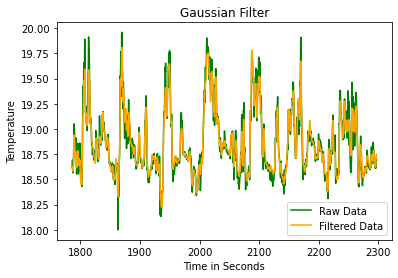 Gaussian Filter
Temperature
20.00
19.75
19.50
19.25
19.00
18.75
18.50
18.25
18.00
Raw Data
Filtered Data
1800 1900 2000 2100 2200 2300
Time in Seconds